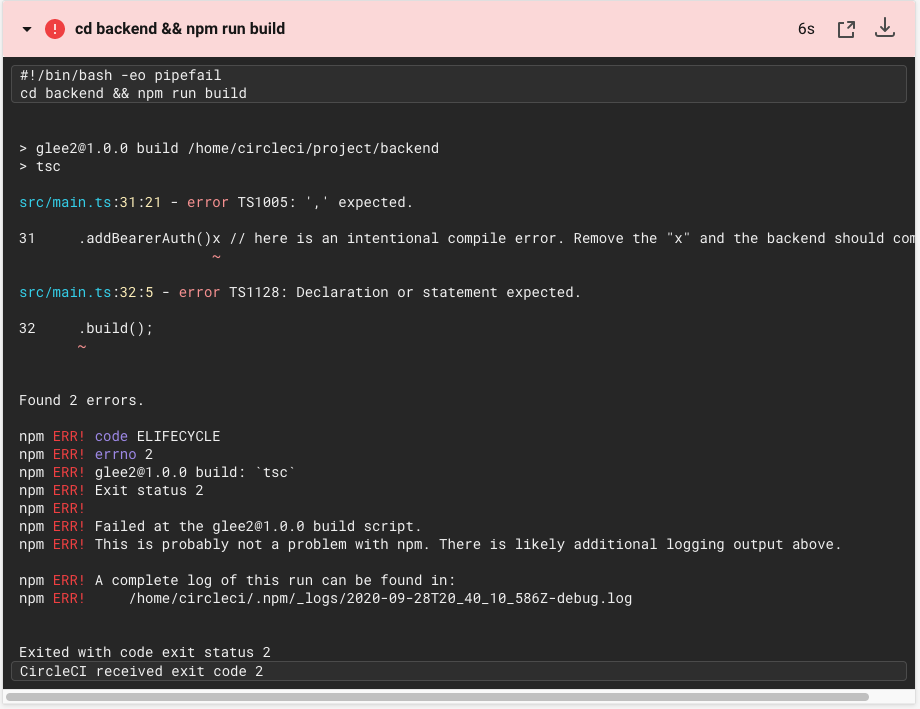 cd backend && npm run build
6s
#!/bin/bash -eo pipefail
cd backend && npm run build
> glee2@1.0.0 build /home/circleci/project/backend
> tsc
src/main.ts:31:21 - error TS1005: ',' expected.
31     .addBearerAuth()x // here is an intentional compile error. Remove the "x" and the backend should com
~
src/main.ts:32:5 - error TS1128: Declaration or statement expected.
32     .build();
~
Found 2 errors.
npm ERR! code ELIFECYCLE
npm ERR! errno 2
npm ERR! glee2@1.0.0 build: `tsc`
npm ERR! Exit status 2
npm ERR!
npm ERR! Failed at the glee2@1.0.0 build script.
npm ERR! This is probably not a problem with npm. There is likely additional logging output above.
npm ERR! A complete log of this run can be found in:
npm ERR!     /home/circleci/.npm/_logs/2020-09-28T20_40_10_586Z-debug.log
Exited with code exit status 2
CircleCI received exit code 2